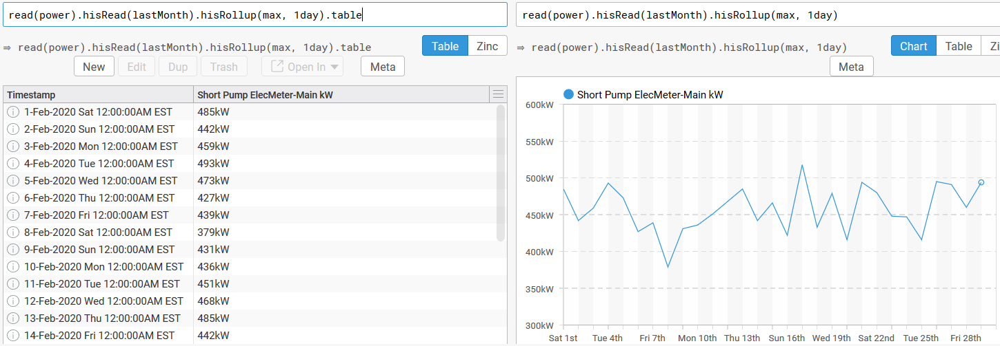 read(power).hisRead(lastMonth).hisRollup(max, 1day).table
⇒ read(power).hisRead(lastMonth).hisRollup(max, 1day).table
Table Zinc
New Edit Dup Trash Open In Meta
Timestamp Short Pump ElecMeter-Main kW
1-Feb-2020 Sat 12:00:00AM EST 485kW
2-Feb-2020 Sun 12:00:00AM EST 442kW
3-Feb-2020 Mon 12:00:00AM EST 459kW
4-Feb-2020 Tue 12:00:00AM EST 493kW
5-Feb-2020 Wed 12:00:00AM EST 473kW
6-Feb-2020 Thu 12:00:00AM EST 427kW
7-Feb-2020 Fri 12:00:00AM EST 439kW
8-Feb-2020 Sat 12:00:00AM EST 379kW
9-Feb-2020 Sun 12:00:00AM EST 431kW
10-Feb-2020 Mon 12:00:00AM EST 436kW
11-Feb-2020 Tue 12:00:00AM EST 451kW
12-Feb-2020 Wed 12:00:00AM EST 468kW
13-Feb-2020 Thu 12:00:00AM EST 485kW
14-Feb-2020 Fri 12:00:00AM EST 442kW
read(power).hisRead(lastMonth).hisRollup(max, 1day)
⇒ read(power).hisRead(lastMonth).hisRollup(max, 1day)
Chart Table Zi
Meta
Short Pump ElecMeter-Main kW
600kW
550kW
500kW
450kW
400kW
350kW
300kW
Sat 1st Tue 4th Fri 7th Mon 10th Thu 13th Sun 16th Wed 19th Sat 22nd Tue 25th Fri 28th